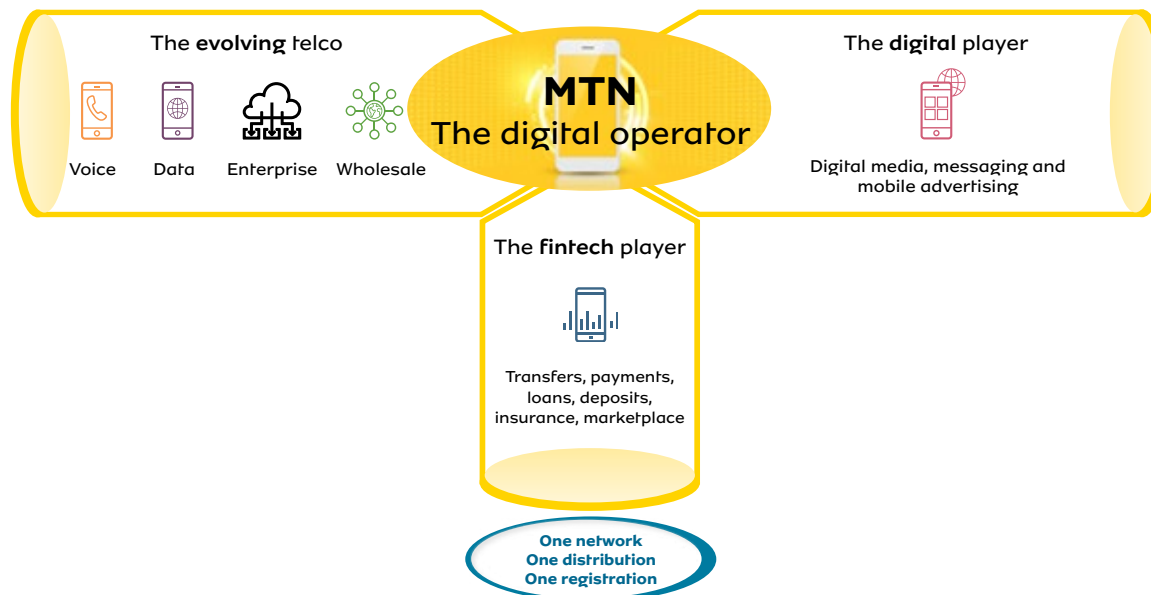 The evolving telco
Voice
Data
Enterprise
Wholesale
MTN
The digital operator
The digital player
Digital media, messaging and
mobile advertising
The fintech player
Transfers, payments,
loans, deposits,
insurance, marketplace
One network
One distribution
One registration